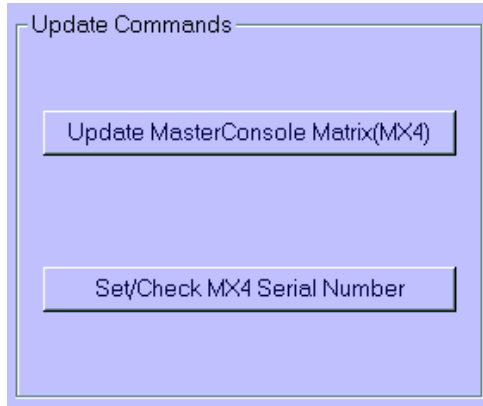 Update Commands
Update MasterConsole Matrix(MX4)
Set/Check MX4 Serial Number